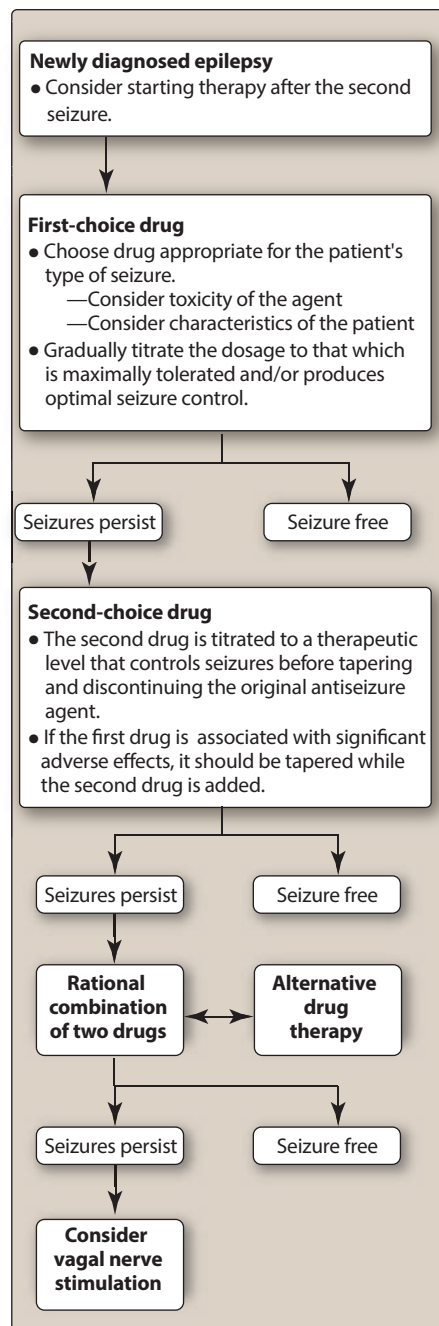 Newly diagnosed epilepsy
● Consider starting therapy after the second
seizure.
First-choice drug
● Choose drug appropriate for the patient's
type of seizure.
—Consider toxicity of the agent
—Consider characteristics of the patient
● Gradually titrate the dosage to that which
is maximally tolerated and/or produces
optimal seizure control.
Seizures persist
Seizure free
Second-choice drug
● The second drug is titrated to a therapeutic
level that controls seizures before tapering
and discontinuing the original antiseizure
agent.
● If the first drug is associated with significant
adverse effects, it should be tapered while
the second drug is added.
Seizures persist
Seizure free
Rational
combination
of two drugs
Alternative
drug
therapy
Seizures persist
Seizure free
Consider
vagal nerve
stimulation